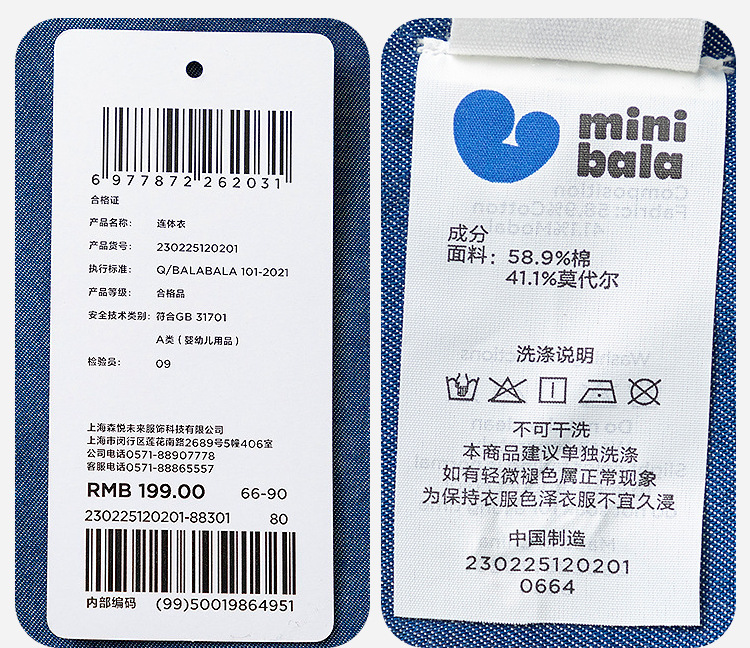 6 977872 262031
合格证
产品名称: 连体衣
产品货号: 230225120201
执行标准: Q/BALABALA 101-2021
产品等级: 合格品
安全技术类别: 符合GB 31701
A类(婴幼儿用品)
检验员: 09
上海森悦未来服饰科技有限公司
上海市闵行区莲花南路2689号5幢406室
公司电话0571-88907778
客服电话0571-88865557
RMB 199.00 66-90
230225120201-88301 80
内部编码 (99)50019864951
mini
bala
成分
面料: 58.9%棉
41.1%莫代尔
洗涤说明
不可干洗
本商品建议单独洗涤
如有轻微褪色属正常现象
为保持衣服色泽衣服不宜久浸
中国制造
230225120201
0664